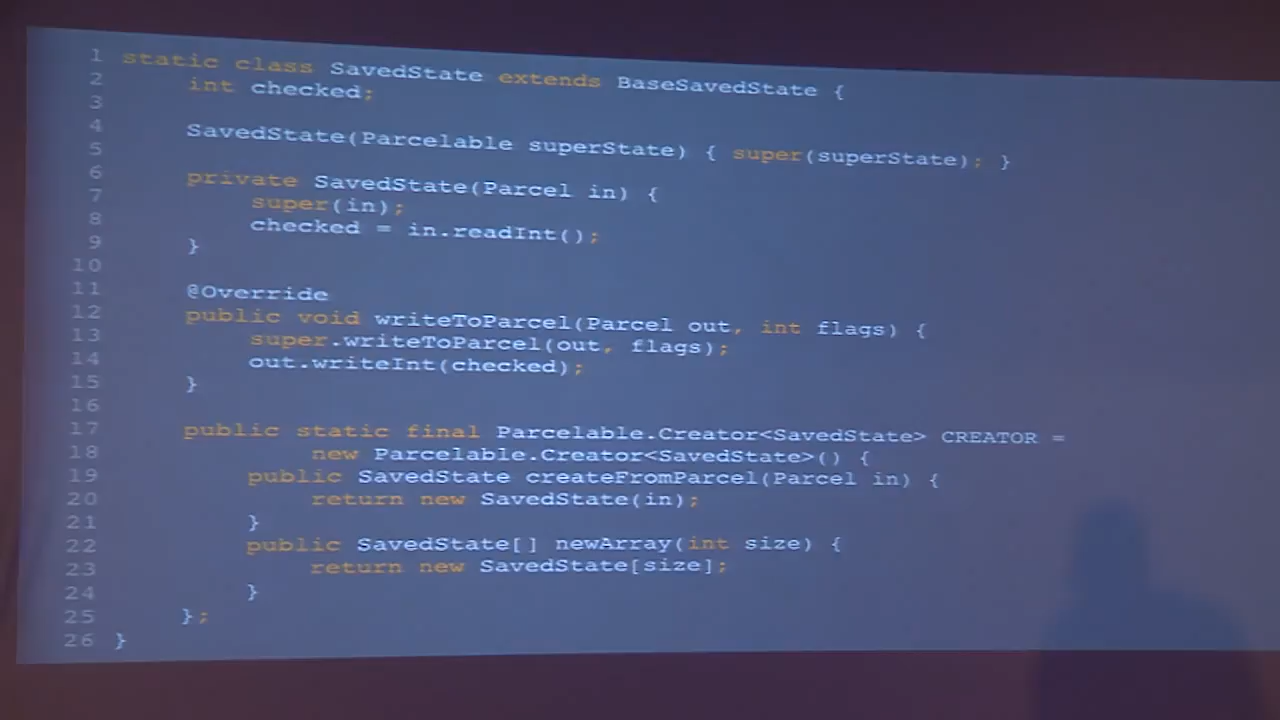 1 static class SavedState extends BaseSavedState {
2     int checked;
3
4     SavedState(Parcelable superState) { super(superState); }
5
6     private SavedState(Parcel in) {
7         super(in);
8         checked = in.readInt();
9     }
10
11     @Override
12     public void writeToParcel(Parcel out, int flags) {
13         super.writeToParcel(out, flags);
14         out.writeInt(checked);
15     }
16
17     public static final Parcelable.Creator<SavedState> CREATOR =
18             new Parcelable.Creator<SavedState>() {
19         public SavedState createFromParcel(Parcel in) {
20             return new SavedState(in);
21         }
22         public SavedState[] newArray(int size) {
23             return new SavedState[size];
24         }
25     };
26 }